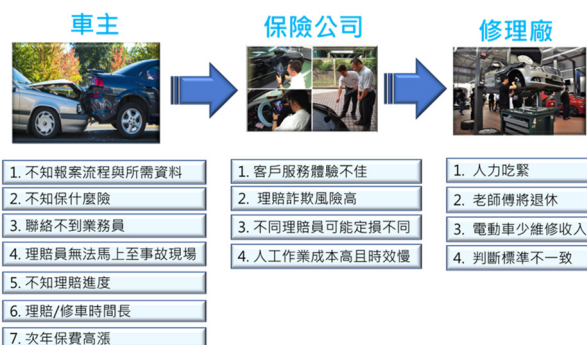 車主
1. 不知報案流程與所需資料
2. 不知保什麼險
3. 聯絡不到業務員
4. 理賠員無法馬上至事故現場
5. 不知理賠進度
6. 理賠/修車時間長
7. 次年保費高漲
保險公司
1. 客戶服務體驗不佳
2. 理賠詐欺風險高
3. 不同理賠員可能定損不同
4. 人工作業成本高且時效慢
修理廠
1. 人力吃緊
2. 老師傅將退休
3. 電動車少維修收入
4. 判斷標準不一致